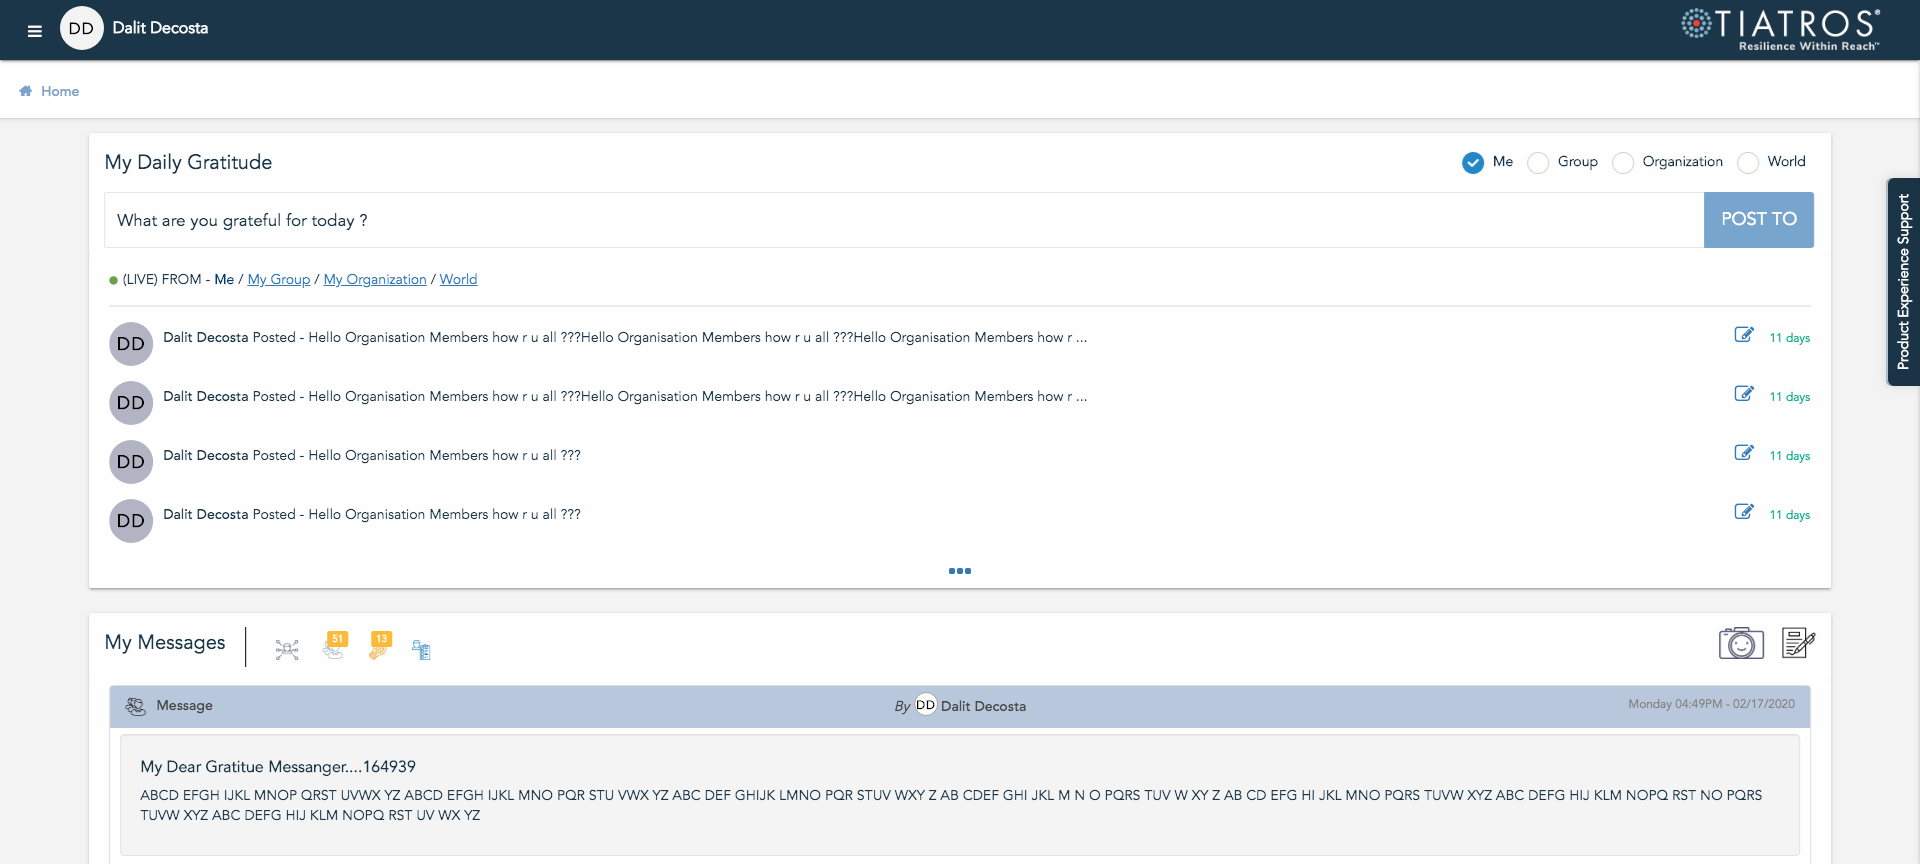 DD Dalit Decosta
TIATROS®
Resilience Within Reach™
Home
My Daily Gratitude
Me Group Organization World
What are you grateful for today ?
POST TO
Product Experience Support
(LIVE) FROM - Me / My Group / My Organization / World
DD Dalit Decosta Posted - Hello Organisation Members how r u all ???Hello Organisation Members how r u all ???Hello Organisation Members how r ... 11 days
DD Dalit Decosta Posted - Hello Organisation Members how r u all ???Hello Organisation Members how r u all ???Hello Organisation Members how r ... 11 days
DD Dalit Decosta Posted - Hello Organisation Members how r u all ??? 11 days
DD Dalit Decosta Posted - Hello Organisation Members how r u all ??? 11 days
My Messages 51 13
Message By DD Dalit Decosta Monday 04:49PM - 02/17/2020
My Dear Gratitue Messanger....164939
ABCD EFGH IJKL MNOP QRST UVWX YZ ABCD EFGH IJKL MNO PQR STU VWX YZ ABC DEF GHIJK LMNO PQR STUV WXY Z AB CDEF GHI JKL M N O PQRS TUV W XY Z AB CD EFG HI JKL MNO PQRS TUVW XYZ ABC DEFG HIJ KLM NOPQ RST NO PQRS
TUVW XYZ ABC DEFG HIJ KLM NOPQ RST UV WX YZ